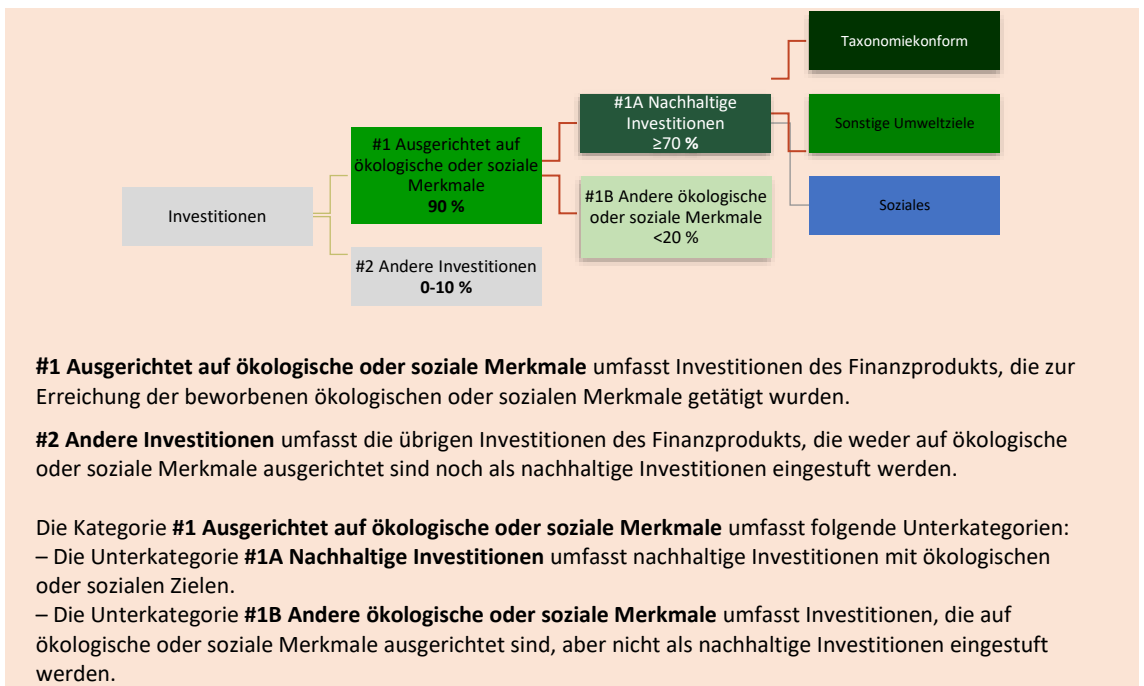 Taxonomiekonform
#1A Nachhaltige
Investitionen
≥70 %
Sonstige Umweltziele
#1 Ausgerichtet auf
ökologische oder soziale
Merkmale
90 %
#1B Andere ökologische
oder soziale Merkmale
<20 %
Soziales
Investitionen
#2 Andere Investitionen
0-10 %
#1 Ausgerichtet auf ökologische oder soziale Merkmale umfasst Investitionen des Finanzprodukts, die zur
Erreichung der beworbenen ökologischen oder sozialen Merkmale getätigt wurden.
#2 Andere Investitionen umfasst die übrigen Investitionen des Finanzprodukts, die weder auf ökologische
oder soziale Merkmale ausgerichtet sind noch als nachhaltige Investitionen eingestuft werden.
Die Kategorie #1 Ausgerichtet auf ökologische oder soziale Merkmale umfasst folgende Unterkategorien:
– Die Unterkategorie #1A Nachhaltige Investitionen umfasst nachhaltige Investitionen mit ökologischen
oder sozialen Zielen.
– Die Unterkategorie #1B Andere ökologische oder soziale Merkmale umfasst Investitionen, die auf
ökologische oder soziale Merkmale ausgerichtet sind, aber nicht als nachhaltige Investitionen eingestuft
werden.